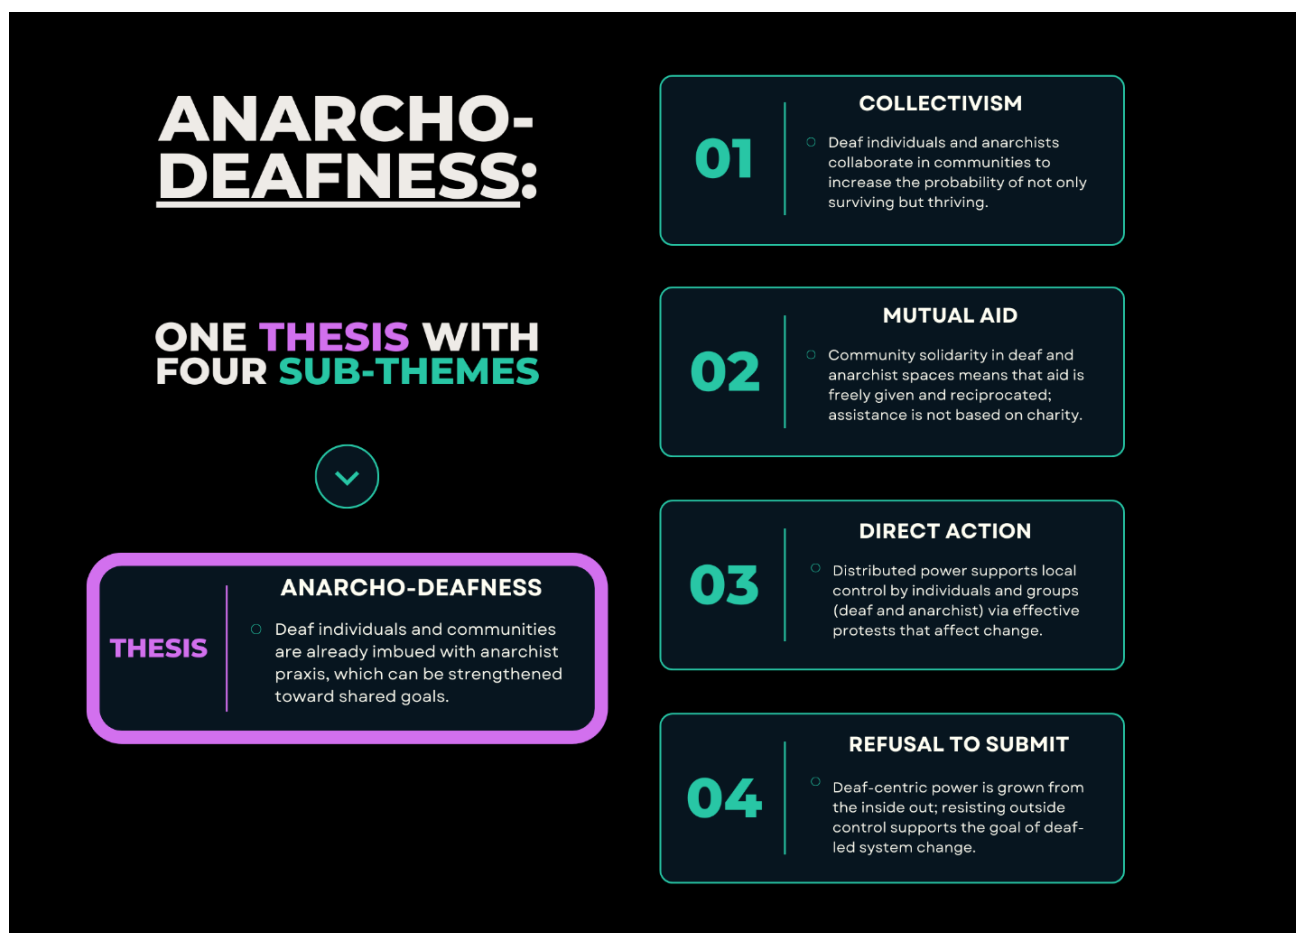 ANARCHO-
DEAFNESS:
ONE THESIS WITH
FOUR SUB-THEMES
THESIS
ANARCHO-DEAFNESS
Deaf individuals and communities
are already imbued with anarchist
praxis, which can be strengthened
toward shared goals.
01
COLLECTIVISM
Deaf individuals and anarchists
collaborate in communities to
increase the probability of not only
surviving but thriving.
02
MUTUAL AID
Community solidarity in deaf and
anarchist spaces means that aid is
freely given and reciprocated;
assistance is not based on charity.
03
DIRECT ACTION
Distributed power supports local
control by individuals and groups
(deaf and anarchist) via effective
protests that affect change.
04
REFUSAL TO SUBMIT
Deaf-centric power is grown from
the inside out; resisting outside
control supports the goal of deaf-
led system change.